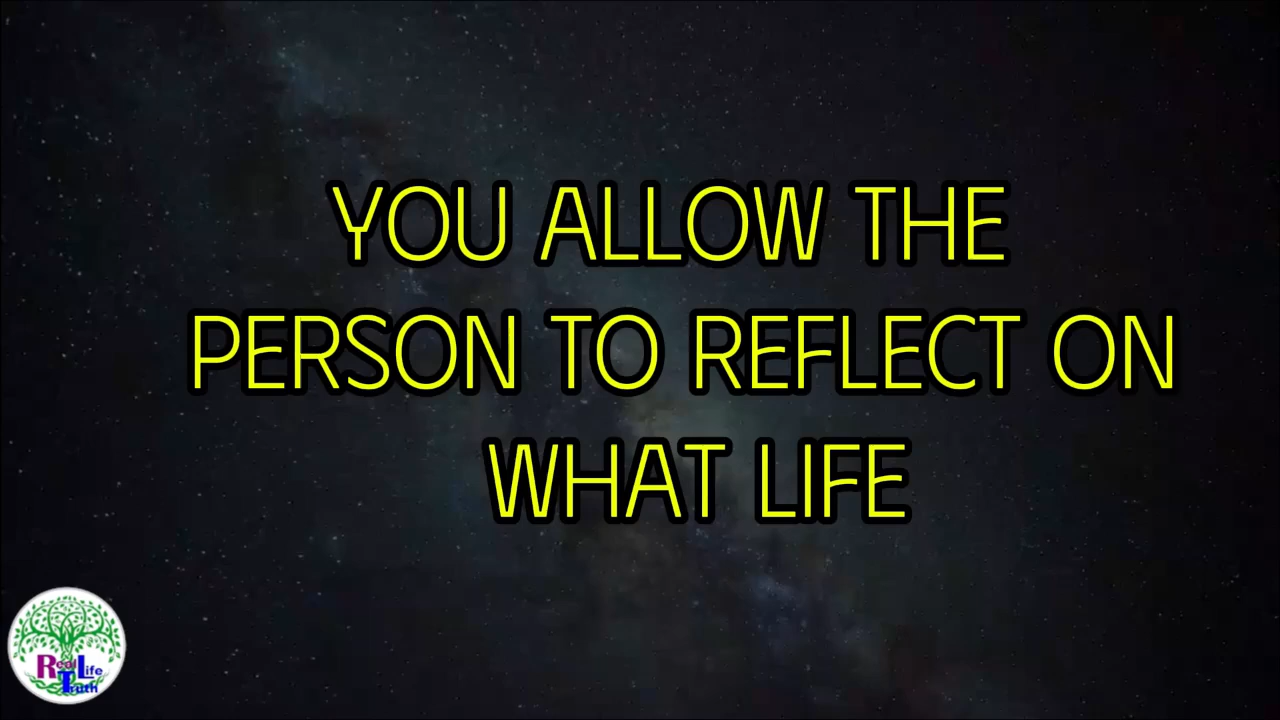 YOU ALLOW THE
PERSON TO REFLECT ON
WHAT LIFE
Real Life
Truth